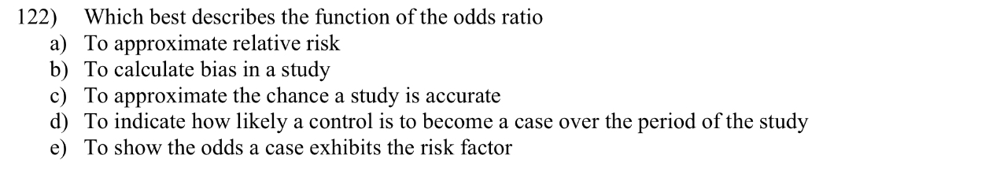 122) Which best describes the function of the odds ratio
a) To approximate relative risk
b) To calculate bias in a study
c) To approximate the chance a study is accurate
d) To indicate how likely a control is to become a case over the period of the study
e) To show the odds a case exhibits the risk factor